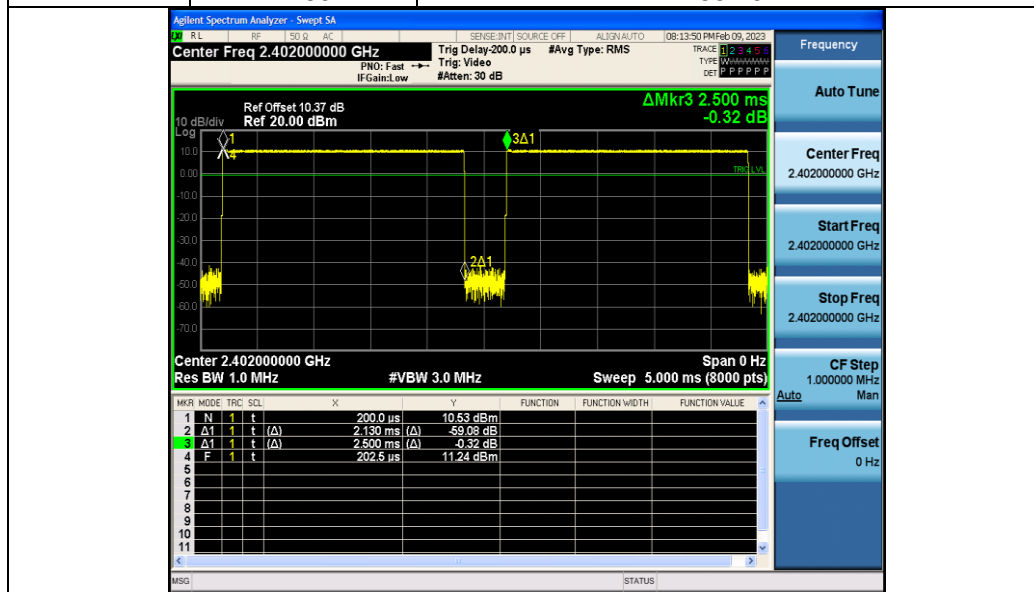 Agilent Spectrum Analyzer - Swept SA
LXI RL RF 50 Ω AC SENSE:INT SOURCE OFF ALIGN AUTO 08:13:50 PM Feb 09, 2023
Center Freq 2.402000000 GHz
Trig Delay-200.0 µs #Avg Type: RMS
TRACE 1 2 3 4 5 6
PNO: Fast
Trig: Video
TYPE
IFGain:Low
#Atten: 30 dB
DET P P P P P P
Ref Offset 10.37 dB
10 dB/div Ref 20.00 dBm
Log
ΔMkr3 2.500 ms
-0.32 dB
1
4
3Δ1
2Δ1
TRIG LVL
10.0
0.00
-10.0
-20.0
-30.0
-40.0
-50.0
-60.0
-70.0
Center 2.402000000 GHz Span 0 Hz
Res BW 1.0 MHz #VBW 3.0 MHz Sweep 5.000 ms (8000 pts)
MKR MODE TRC SCL X Y FUNCTION FUNCTION WIDTH FUNCTION VALUE
1 N 1 t 200.0 µs 10.53 dBm
2 Δ1 1 t (Δ) 2.130 ms (Δ) -59.08 dB
3 Δ1 1 t (Δ) 2.500 ms (Δ) -0.32 dB
4 F 1 t 202.5 µs 11.24 dBm
5
6
7
8
9
10
11
MSG STATUS
Frequency
Auto Tune
Center Freq
2.402000000 GHz
Start Freq
2.402000000 GHz
Stop Freq
2.402000000 GHz
CF Step
1.000000 MHz
Auto Man
Freq Offset
0 Hz